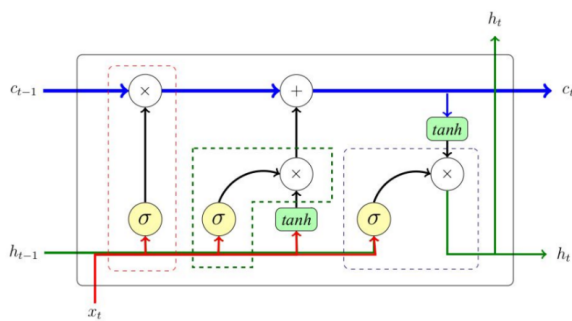 h_t
c_{t-1} × + c_t
tanh
× ×
σ σ tanh σ
h_{t-1} h_t
x_t